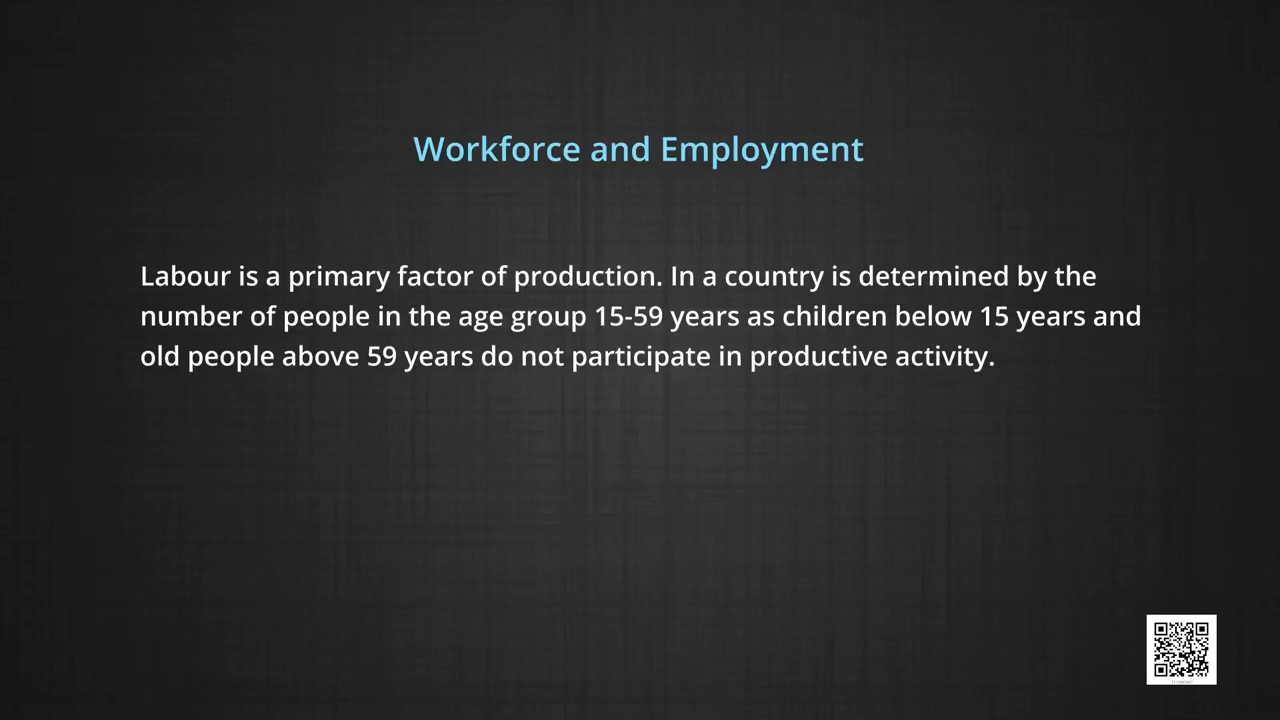 Workforce and Employment
Labour is a primary factor of production. In a country is determined by the
number of people in the age group 15-59 years as children below 15 years and
old people above 59 years do not participate in productive activity.